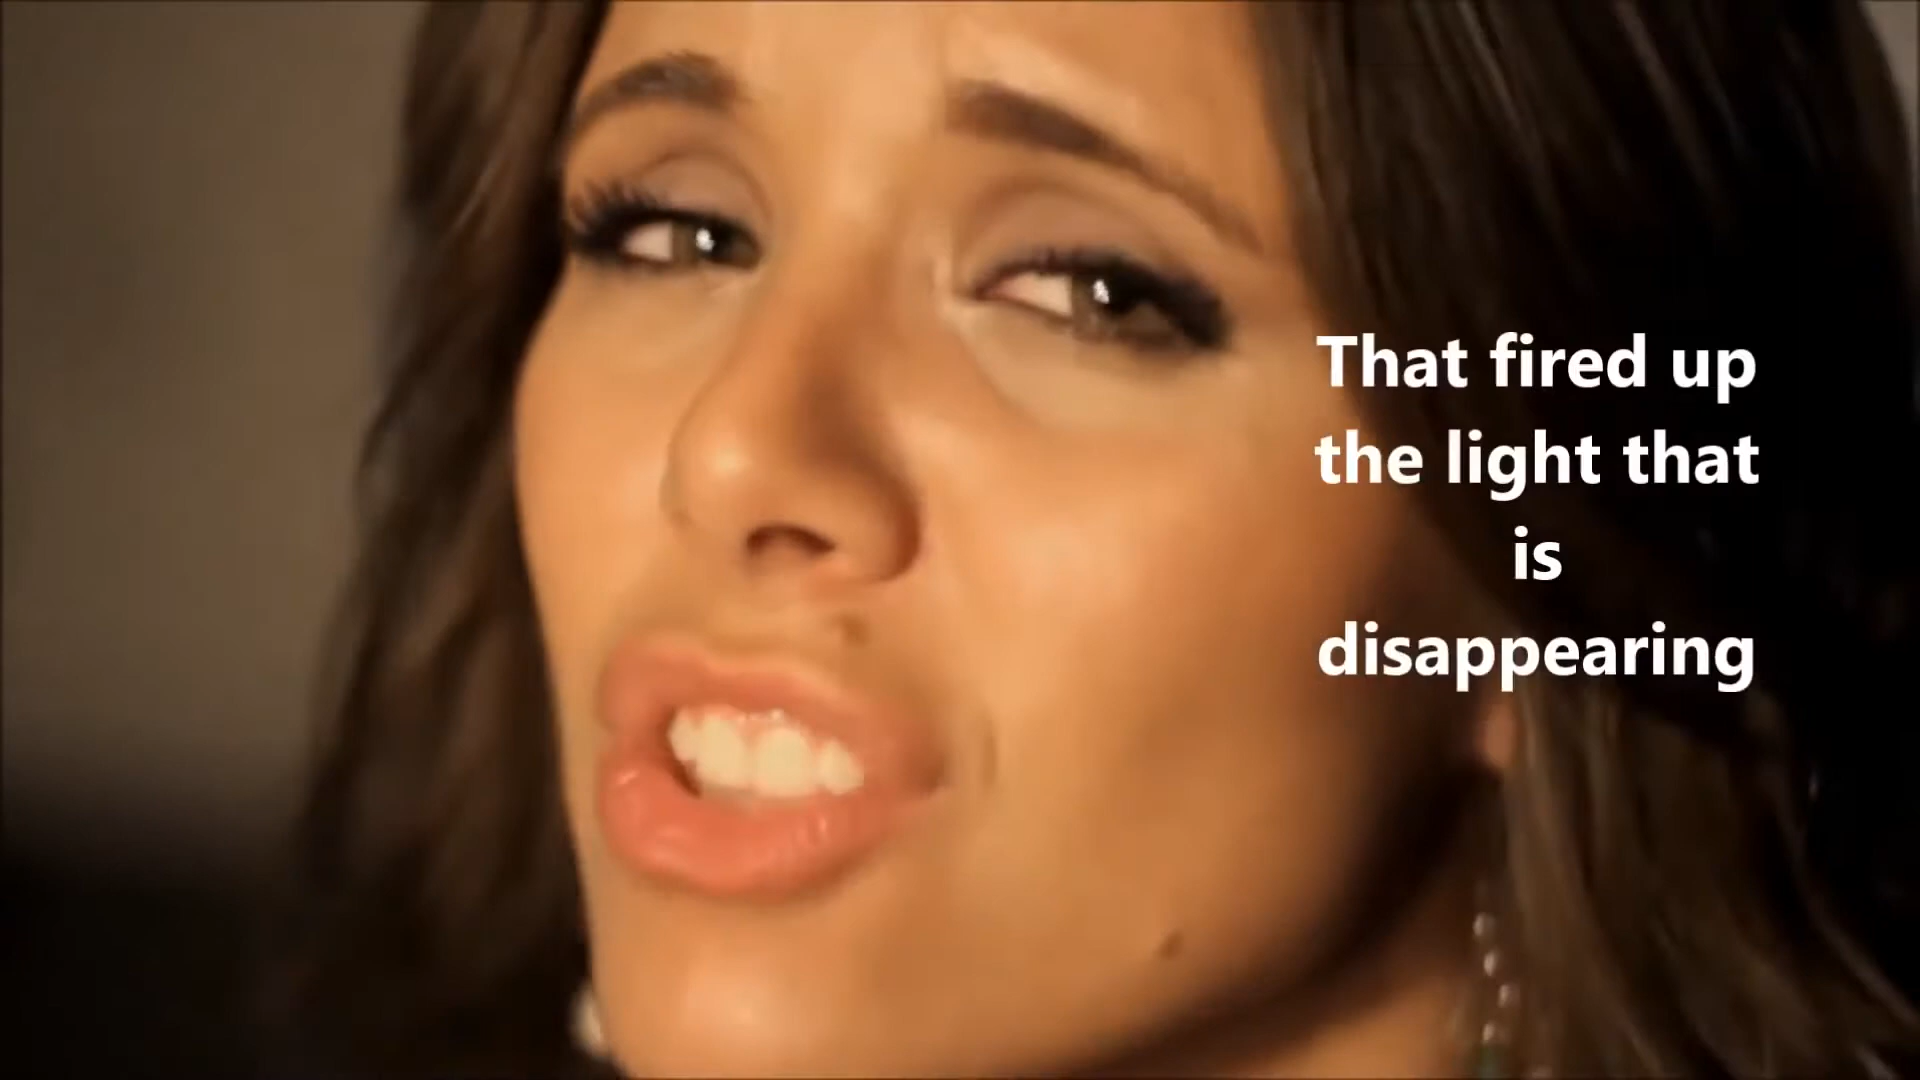 That fired up
the light that
is
disappearing